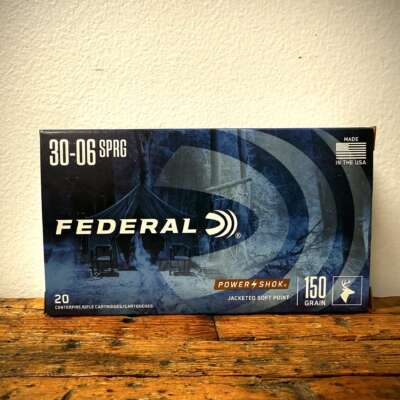 30-06 SPRG
MADE
IN THE USA
FEDERAL®
POWER SHOK®
JACKETED SOFT POINT
150
GRAIN
20
CENTERFIRE RIFLE CARTRIDGES/CARTOUCHES